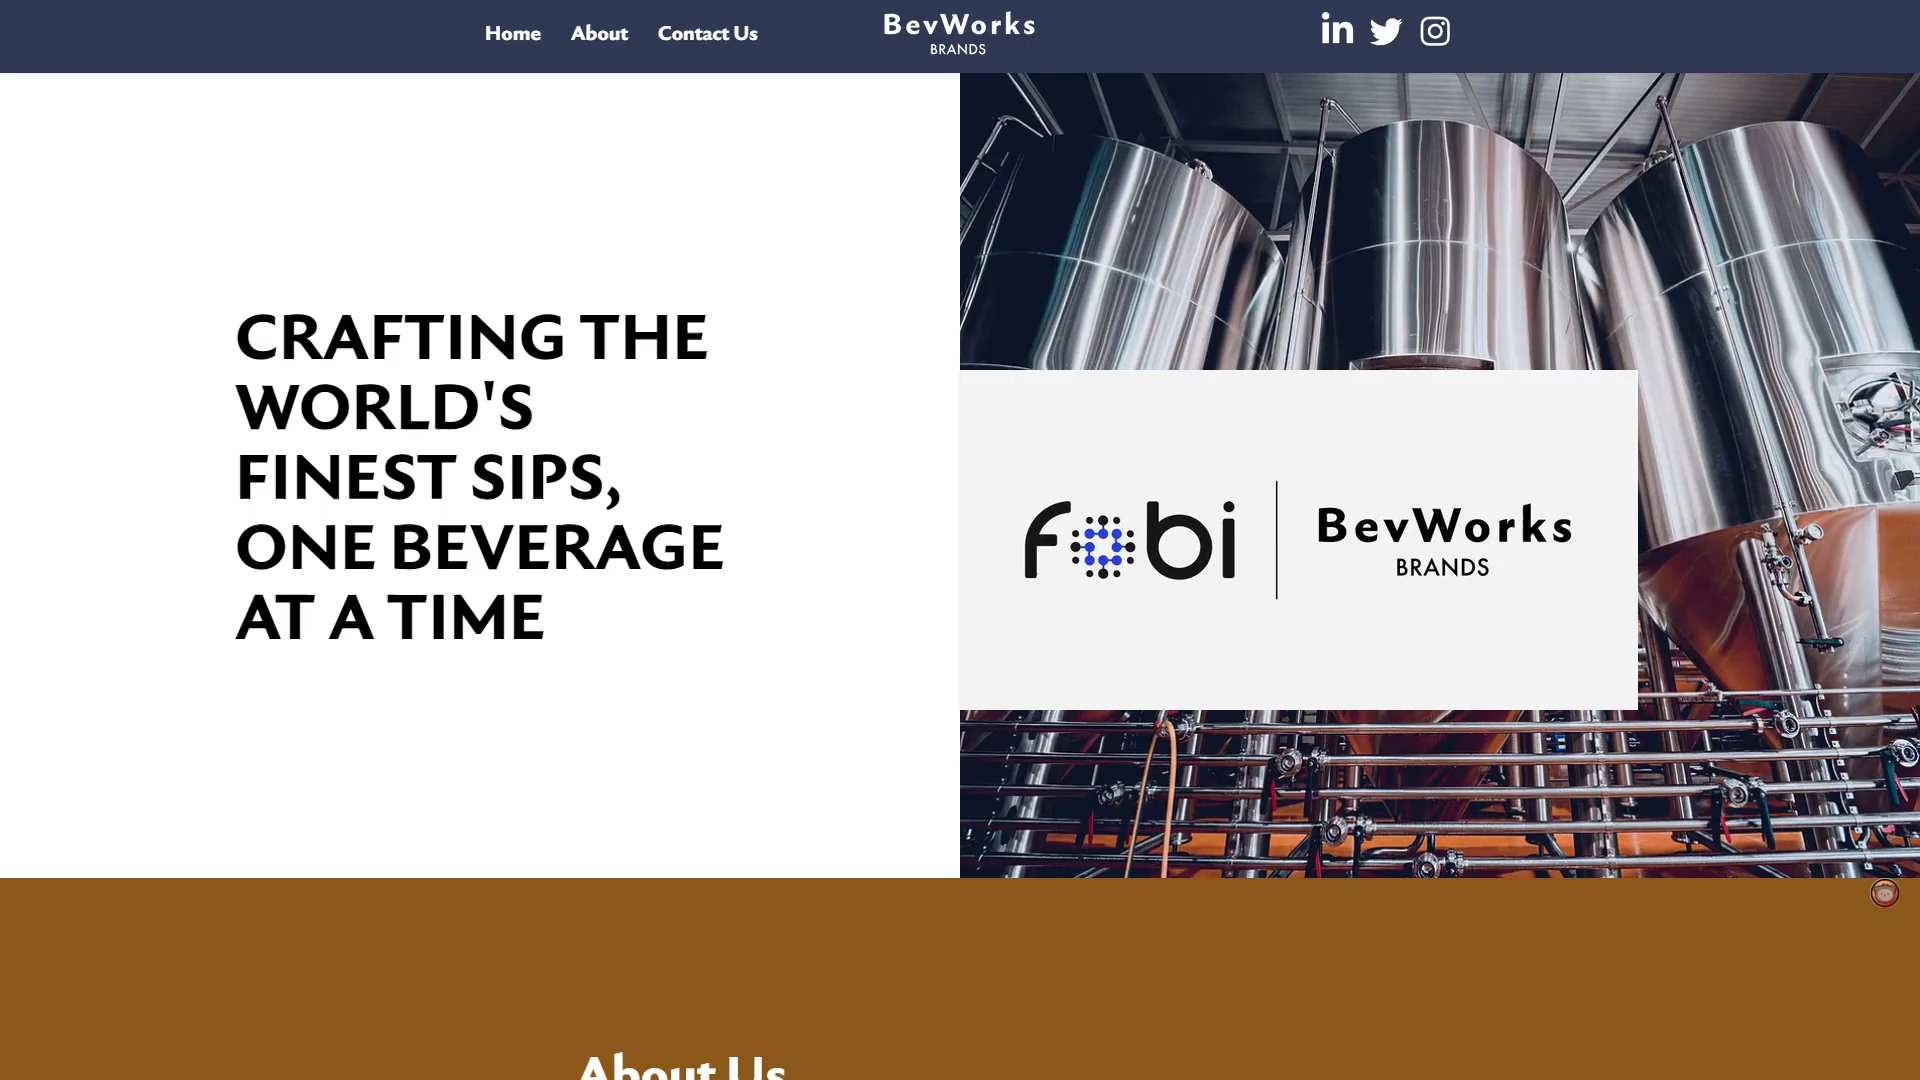 Home About Contact Us
BevWorks
BRANDS
in
CRAFTING THE
WORLD'S
FINEST SIPS,
ONE BEVERAGE
AT A TIME
fobi
BevWorks
BRANDS
About Us